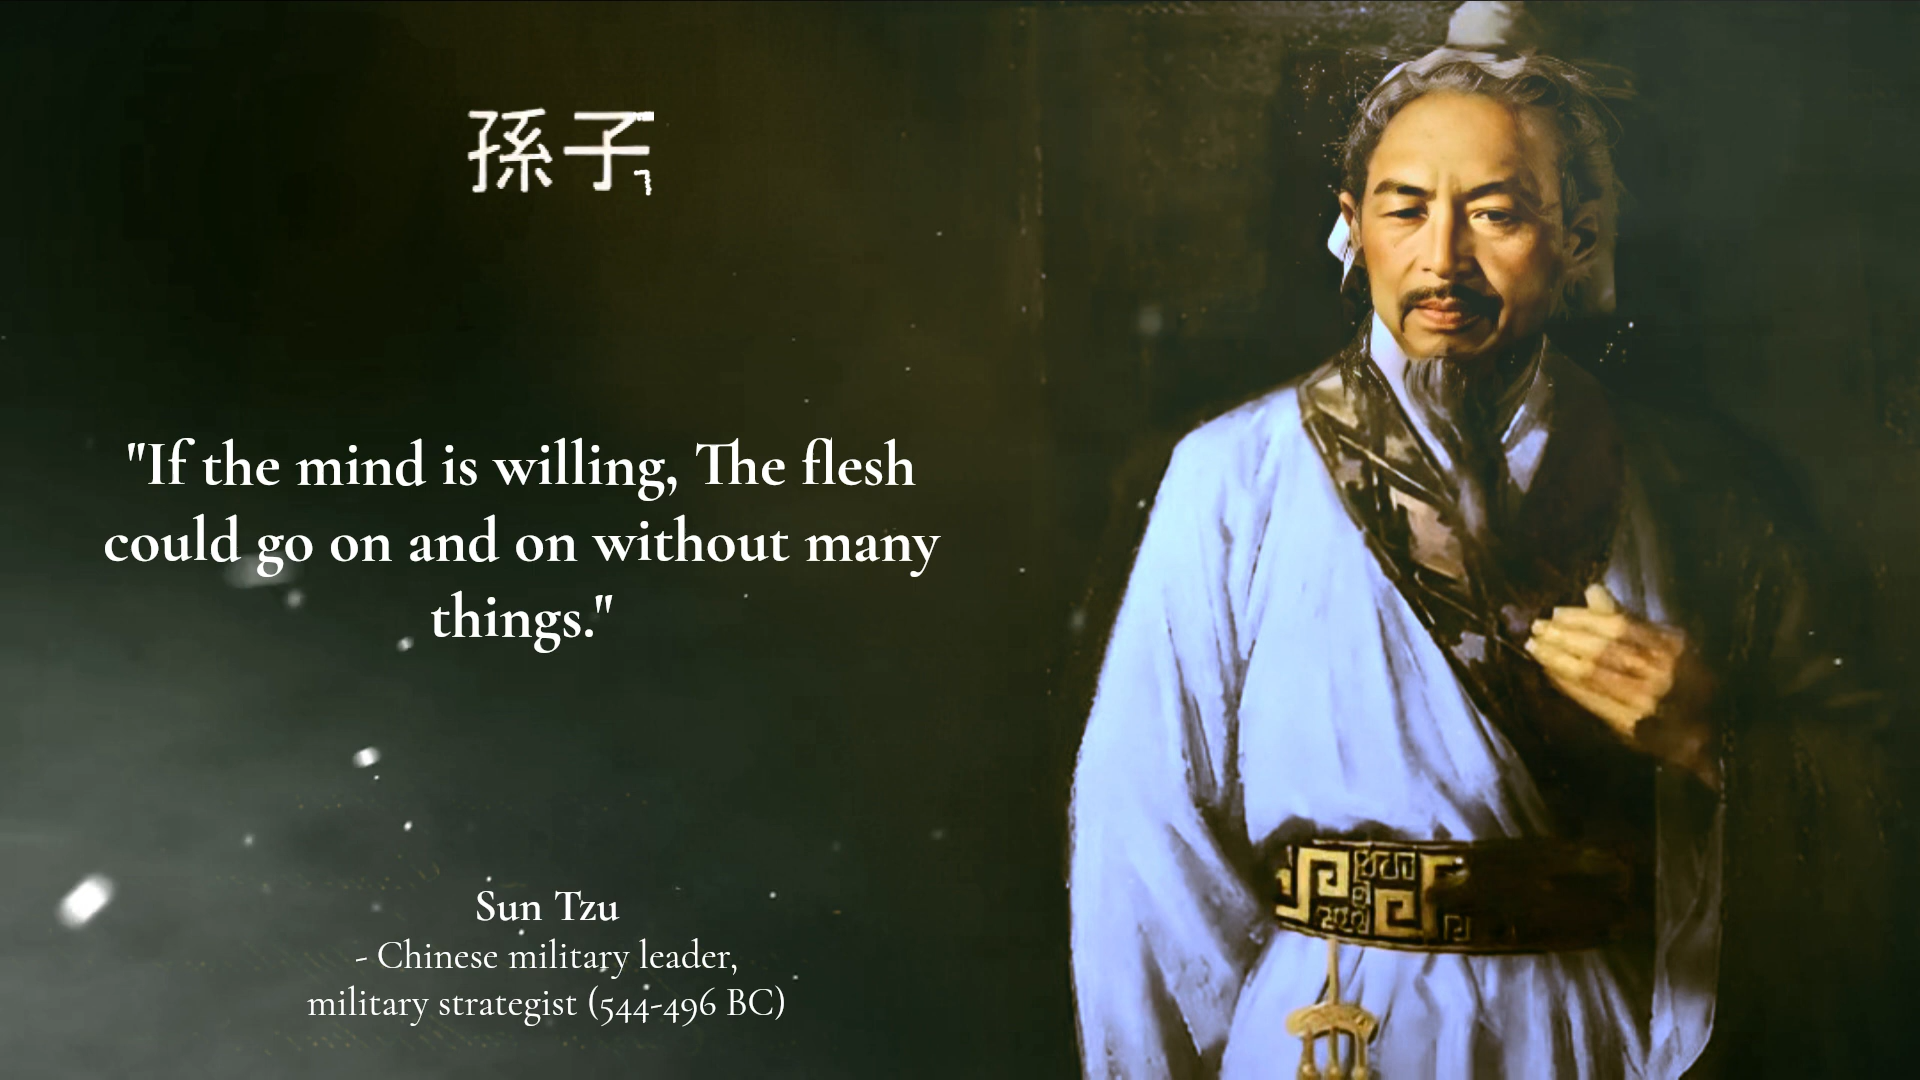 孫子
"If the mind is willing, The flesh
could go on and on without many
things."
Sun Tzu
- Chinese military leader,
military strategist (544-496 BC)